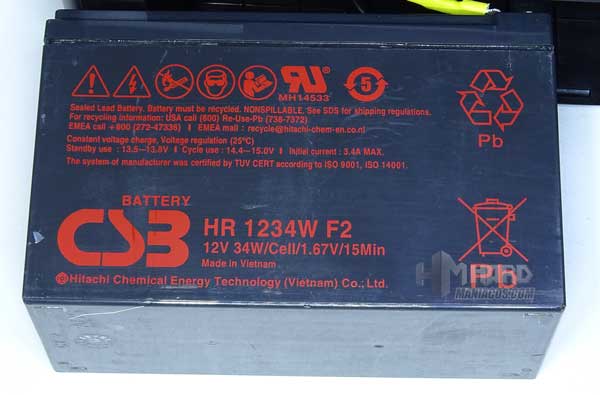 MH14533
5
Sealed Lead Battery. Battery must be recycled. NONSPILLABLE. See SDS for shipping regulations.
For recycling information: USA call (800) Re-Use-Pb (738-7372)
EMEA call +800 (272-47336) I EMEA mail : recycle@hitachi-chem-en.co.nl
Constant voltage charge, Voltage regulation (25°C)
Standby use : 13.5--13.8V I Cycle use : 14.4--15.0V I Initial current : 3.4A MAX.
The system of manufacturer was certified by TUV CERT according to ISO 9001, ISO 14001.
Pb
BATTERY
CSB
HR 1234W F2
12V 34W/Cell/1.67V/15Min
Made in Vietnam
Hitachi Chemical Energy Technology (Vietnam) Co., Ltd.
Pb
HARD
MANIACOS.COM